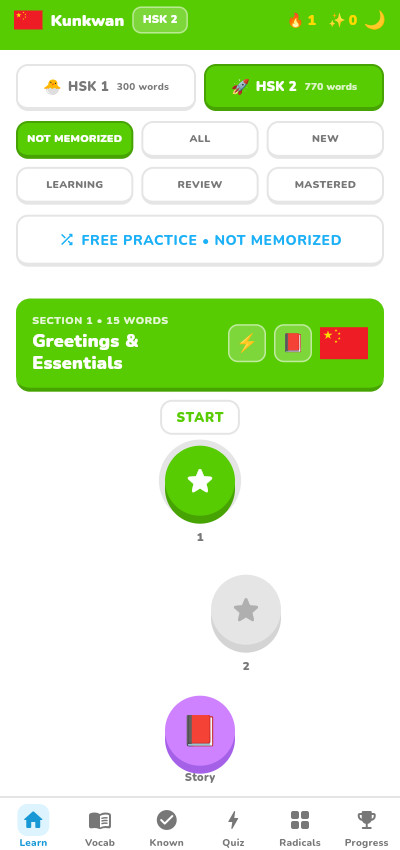 Kunkwan HSK 2 🔥 1 ✨ 0 🌙
🐣 HSK 1 300 words 🚀 HSK 2 770 words
NOT MEMORIZED ALL NEW
LEARNING REVIEW MASTERED
FREE PRACTICE • NOT MEMORIZED
SECTION 1 • 15 WORDS
Greetings &
Essentials
START
1
2
Story
Learn Vocab Known Quiz Radicals Progress